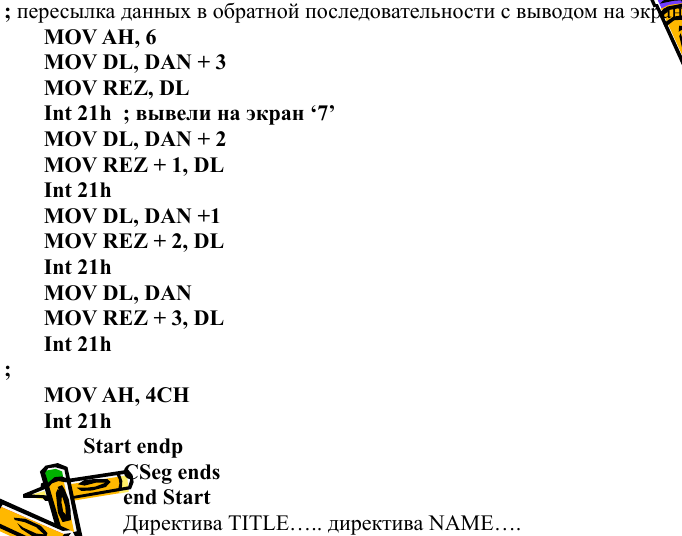 ; пересылка данных в обратной последовательности с выводом на экран
MOV AH, 6
MOV DL, DAN + 3
MOV REZ, DL
Int 21h ; вывели на экран ‘7’
MOV DL, DAN + 2
MOV REZ + 1, DL
Int 21h
MOV DL, DAN +1
MOV REZ + 2, DL
Int 21h
MOV DL, DAN
MOV REZ + 3, DL
Int 21h
;
MOV AH, 4CH
Int 21h
Start endp
CSeg ends
end Start
Директива TITLE….. директива NAME….